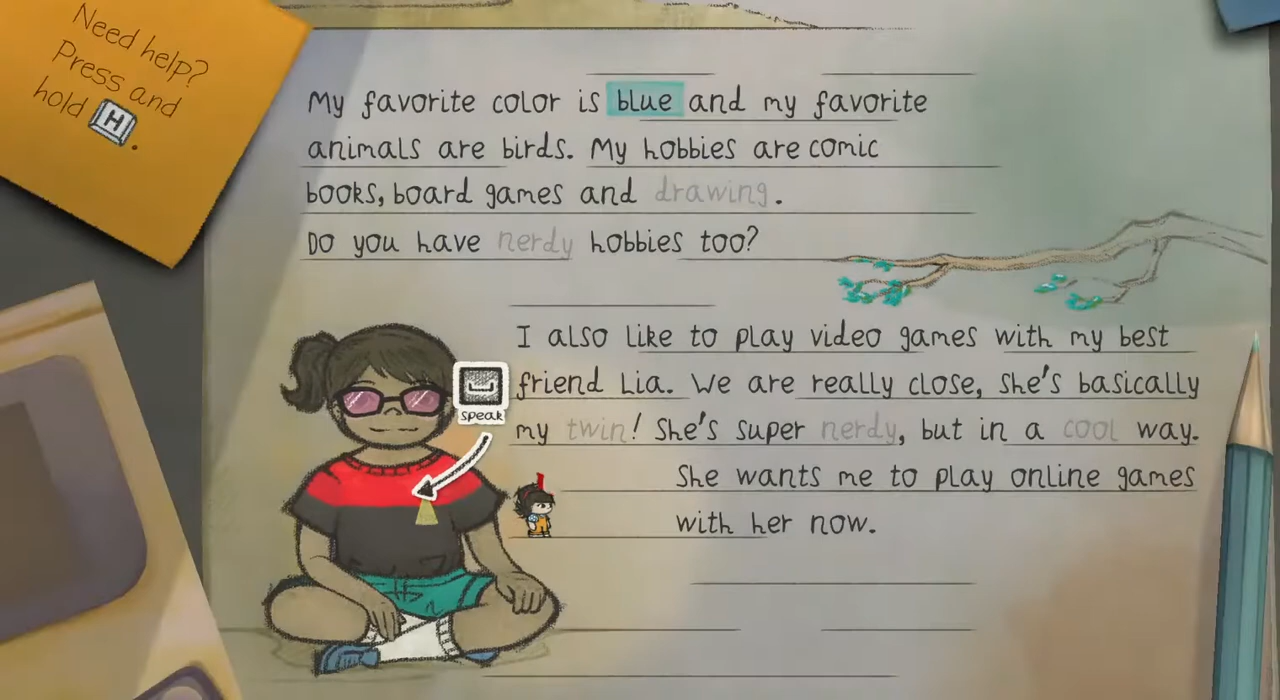 Need help?
Press and
hold H.
My favorite color is blue and my favorite
animals are birds. My hobbies are comic
books, board games and drawing.
Do you have nerdy hobbies too?
I also like to play video games with my best
friend Lia. We are really close, she's basically
my twin! She's super nerdy, but in a cool way.
She wants me to play online games
with her now.
speak